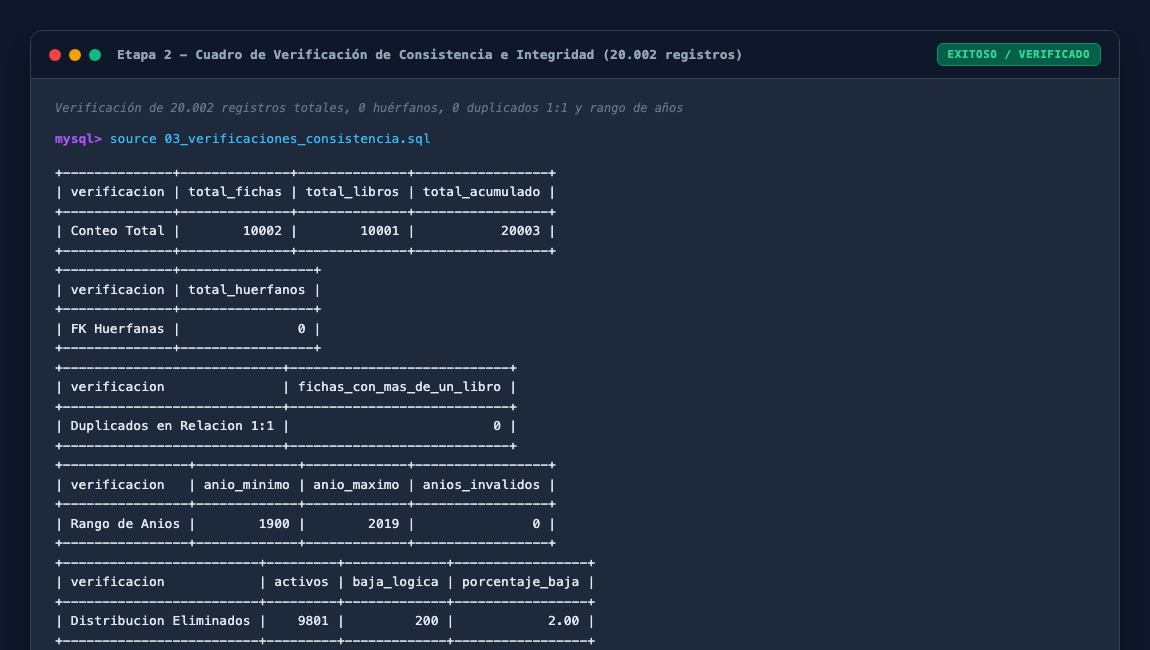 Etapa 2 — Cuadro de Verificación de Consistencia e Integridad (20.002 registros)
EXITOSO / VERIFICADO
Verificación de 20.002 registros totales, 0 huérfanos, 0 duplicados 1:1 y rango de años
mysql> source 03_verificaciones_consistencia.sql
+--------------+--------------+--------------+-----------------+
| verificacion | total_fichas | total_libros | total_acumulado |
+--------------+--------------+--------------+-----------------+
| Conteo Total |        10002 |        10001 |           20003 |
+--------------+--------------+--------------+-----------------+
+--------------+-----------------+
| verificacion | total_huerfanos |
+--------------+-----------------+
| FK Huerfanas |               0 |
+--------------+-----------------+
+----------------------------+----------------------------+
| verificacion               | fichas_con_mas_de_un_libro |
+----------------------------+----------------------------+
| Duplicados en Relacion 1:1 |                          0 |
+----------------------------+----------------------------+
+----------------+-------------+-------------+-----------------+
| verificacion   | anio_minimo | anio_maximo | anios_invalidos |
+----------------+-------------+-------------+-----------------+
| Rango de Anios |        1900 |        2019 |               0 |
+----------------+-------------+-------------+-----------------+
+-------------------------+---------+-------------+-----------------+
| verificacion            | activos | baja_logica | porcentaje_baja |
+-------------------------+---------+-------------+-----------------+
| Distribucion Eliminados |    9801 |         200 |            2.00 |
+-------------------------+---------+-------------+-----------------+